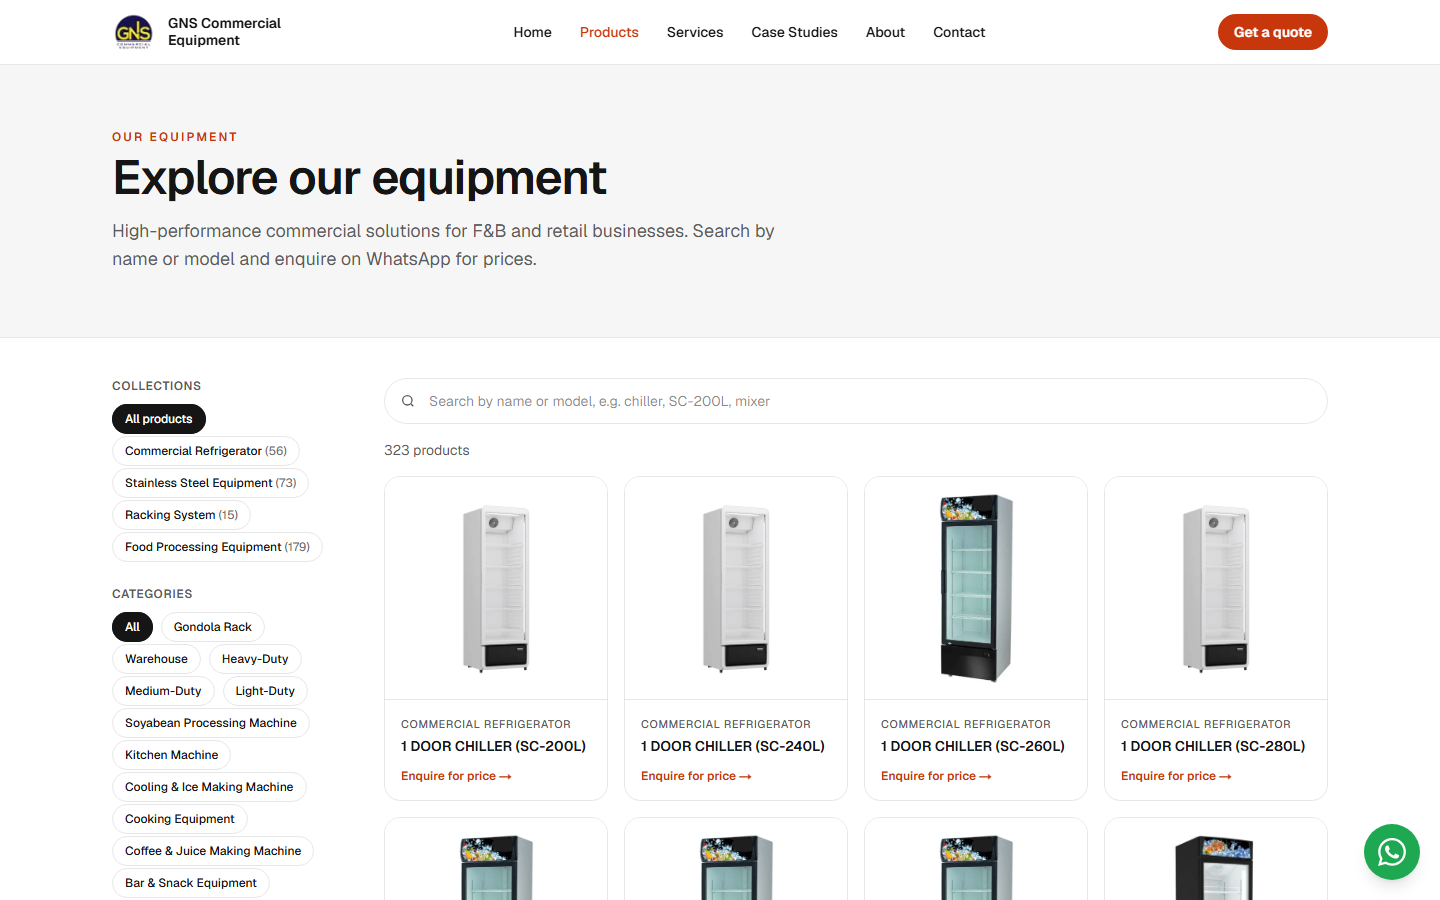 GNS
COMMERCIAL
EQUIPMENT
GNS Commercial
Equipment
Home
Products
Services
Case Studies
About
Contact
Get a quote
OUR EQUIPMENT
Explore our equipment
High-performance commercial solutions for F&B and retail businesses. Search by
name or model and enquire on WhatsApp for prices.
COLLECTIONS
All products
Commercial Refrigerator (56)
Stainless Steel Equipment (73)
Racking System (15)
Food Processing Equipment (179)
CATEGORIES
All
Gondola Rack
Warehouse
Heavy-Duty
Medium-Duty
Light-Duty
Soyabean Processing Machine
Kitchen Machine
Cooling & Ice Making Machine
Cooking Equipment
Coffee & Juice Making Machine
Bar & Snack Equipment
Search by name or model, e.g. chiller, SC-200L, mixer
323 products
COMMERCIAL REFRIGERATOR
1 DOOR CHILLER (SC-200L)
Enquire for price →
COMMERCIAL REFRIGERATOR
1 DOOR CHILLER (SC-240L)
Enquire for price →
COMMERCIAL REFRIGERATOR
1 DOOR CHILLER (SC-260L)
Enquire for price →
COMMERCIAL REFRIGERATOR
1 DOOR CHILLER (SC-280L)
Enquire for price →